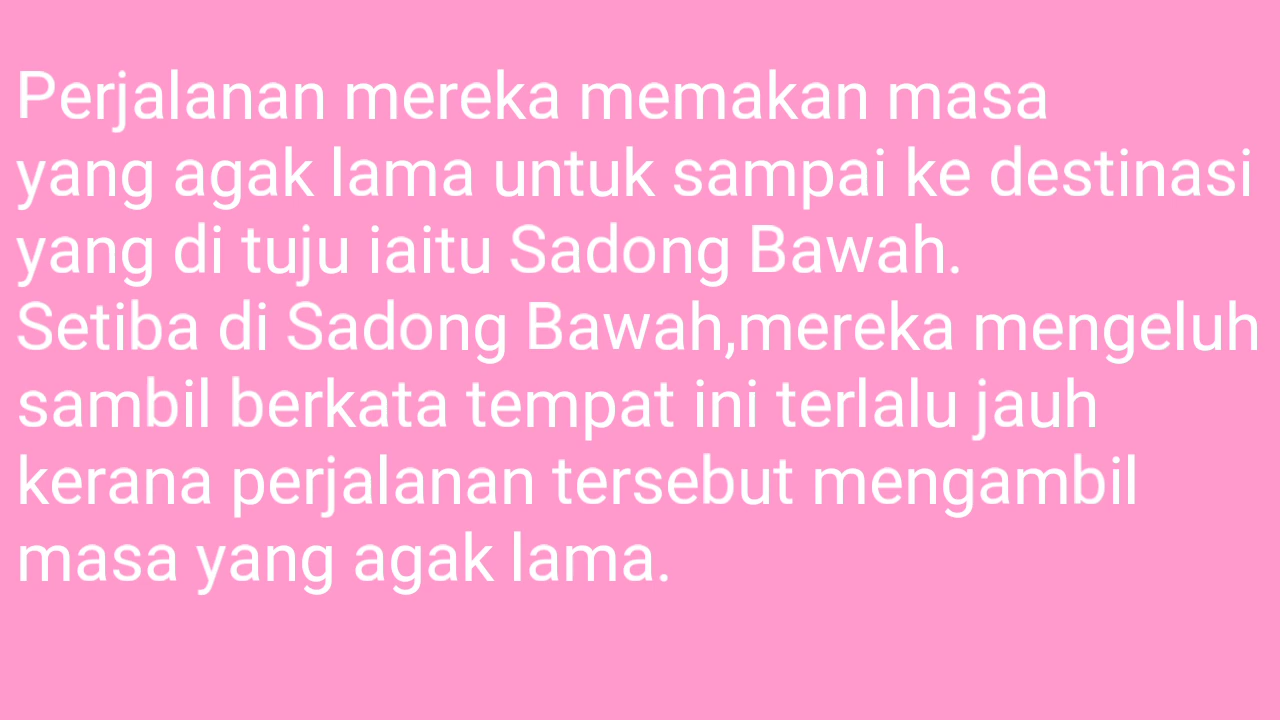 Perjalanan mereka memakan masa
yang agak lama untuk sampai ke destinasi
yang di tuju iaitu Sadong Bawah.
Setiba di Sadong Bawah,mereka mengeluh
sambil berkata tempat ini terlalu jauh
kerana perjalanan tersebut mengambil
masa yang agak lama.